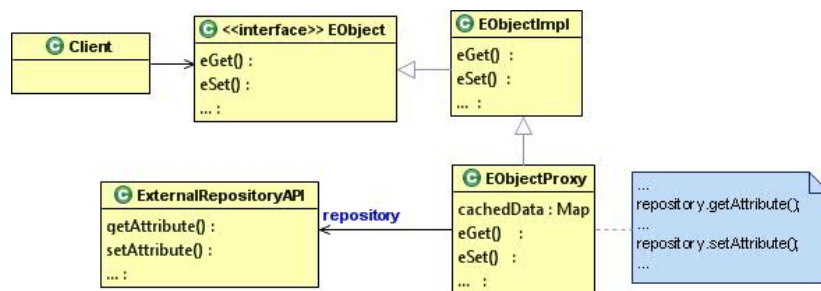 Client
<<interface>> EObject
eGet() :
eSet() :
... :
EObjectImpl
eGet() :
eSet() :
... :
ExternalRepositoryAPI
getAttribute() :
setAttribute() :
... :
repository
EObjectProxy
cachedData : Map
eGet() :
eSet() :
... :
...
repository.getAttribute();
...
repository.setAttribute();
...